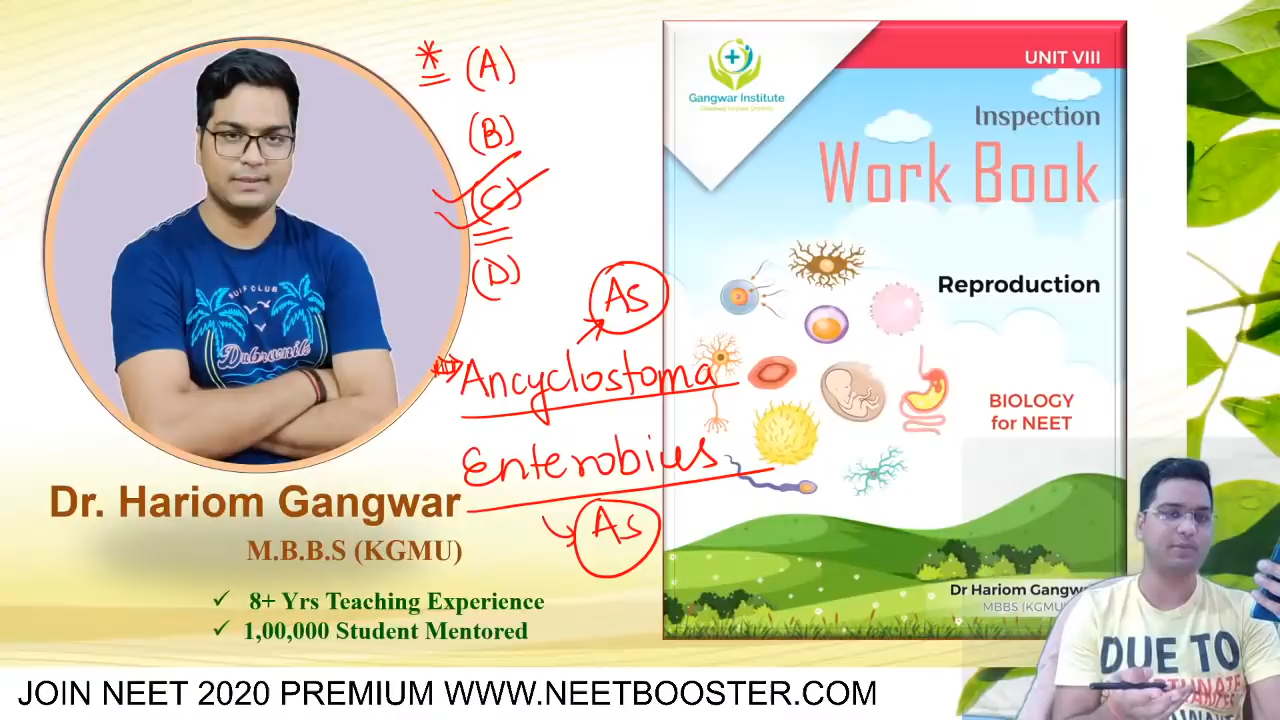 * (A)
(B)
(C)
(D)
As
Ancyclostoma
Enterobius
As
SURF CLUB
Dubrovnik
Dr. Hariom Gangwar
M.B.B.S (KGMU)
✓ 8+ Yrs Teaching Experience
✓ 1,00,000 Student Mentored
Gangwar Institute
UNIT VIII
Inspection
Work Book
Reproduction
BIOLOGY
for NEET
Dr Hariom Gangw
MBBS (KGMU
DUE TO
JOIN NEET 2020 PREMIUM WWW.NEETBOOSTER.COM